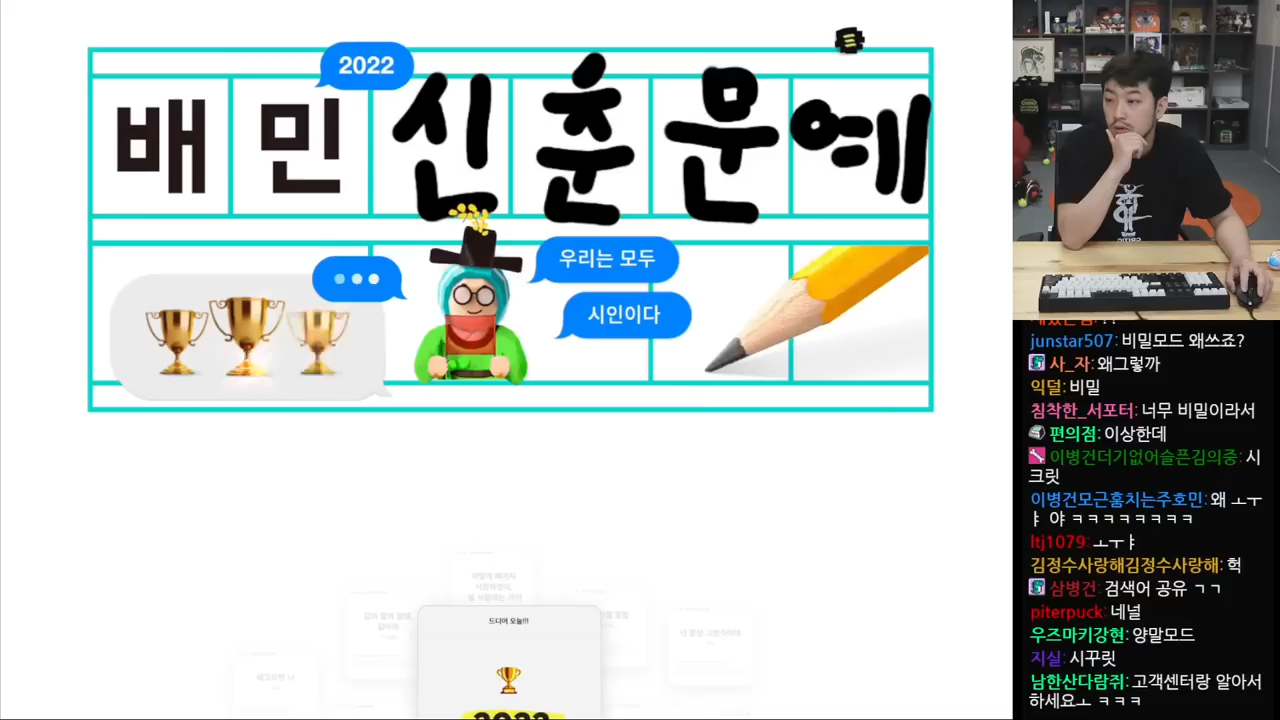 2022
배민신춘문예
우리는 모두
시인이다
드디어 오늘!!!
2022
junstar507: 비밀모드 왜쓰죠?
사_자: 왜그럴까
익덜: 비밀
침착한_서포터: 너무 비밀이라서
편의점: 이상한데
이병건더기없어슬픈김의중: 시
크릿
이병건모근훔치는주호민: 왜 ㅗㅜ
ㅑ 야 ㅋㅋㅋㅋㅋㅋㅋㅋ
ltj1079: ㅗㅜㅑ
김정수사랑해김정수사랑해: 헉
삼병건: 검색어 공유 ㄱㄱ
piterpuck: 네널
우즈마키강현: 양말모드
지실: 시꾸릿
남한산다람쥐: 고객센터랑 알아서
하세요ㅗ ㅋㅋㅋ